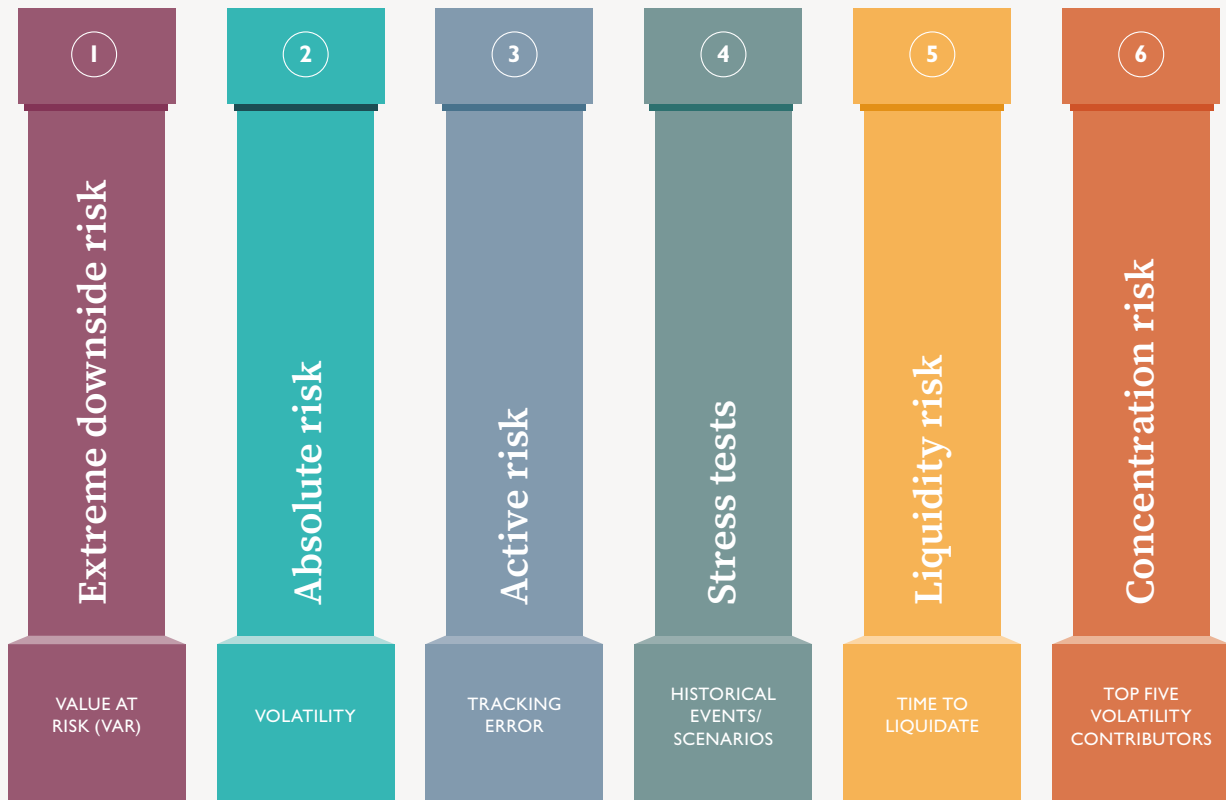 1
Extreme downside risk
VALUE AT
RISK (VAR)
2
Absolute risk
VOLATILITY
3
Active risk
TRACKING
ERROR
4
Stress tests
HISTORICAL
EVENTS/
SCENARIOS
5
Liquidity risk
TIME TO
LIQUIDATE
6
Concentration risk
TOP FIVE
VOLATILITY
CONTRIBUTORS